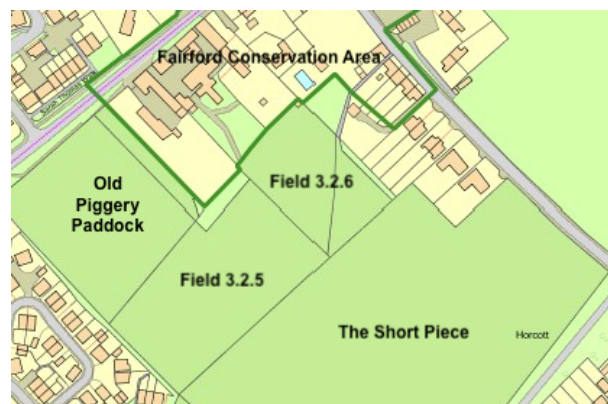 Fairford Conservation Area
Old
Piggery
Paddock
Field 3.2.6
Field 3.2.5
The Short Piece
Horcott